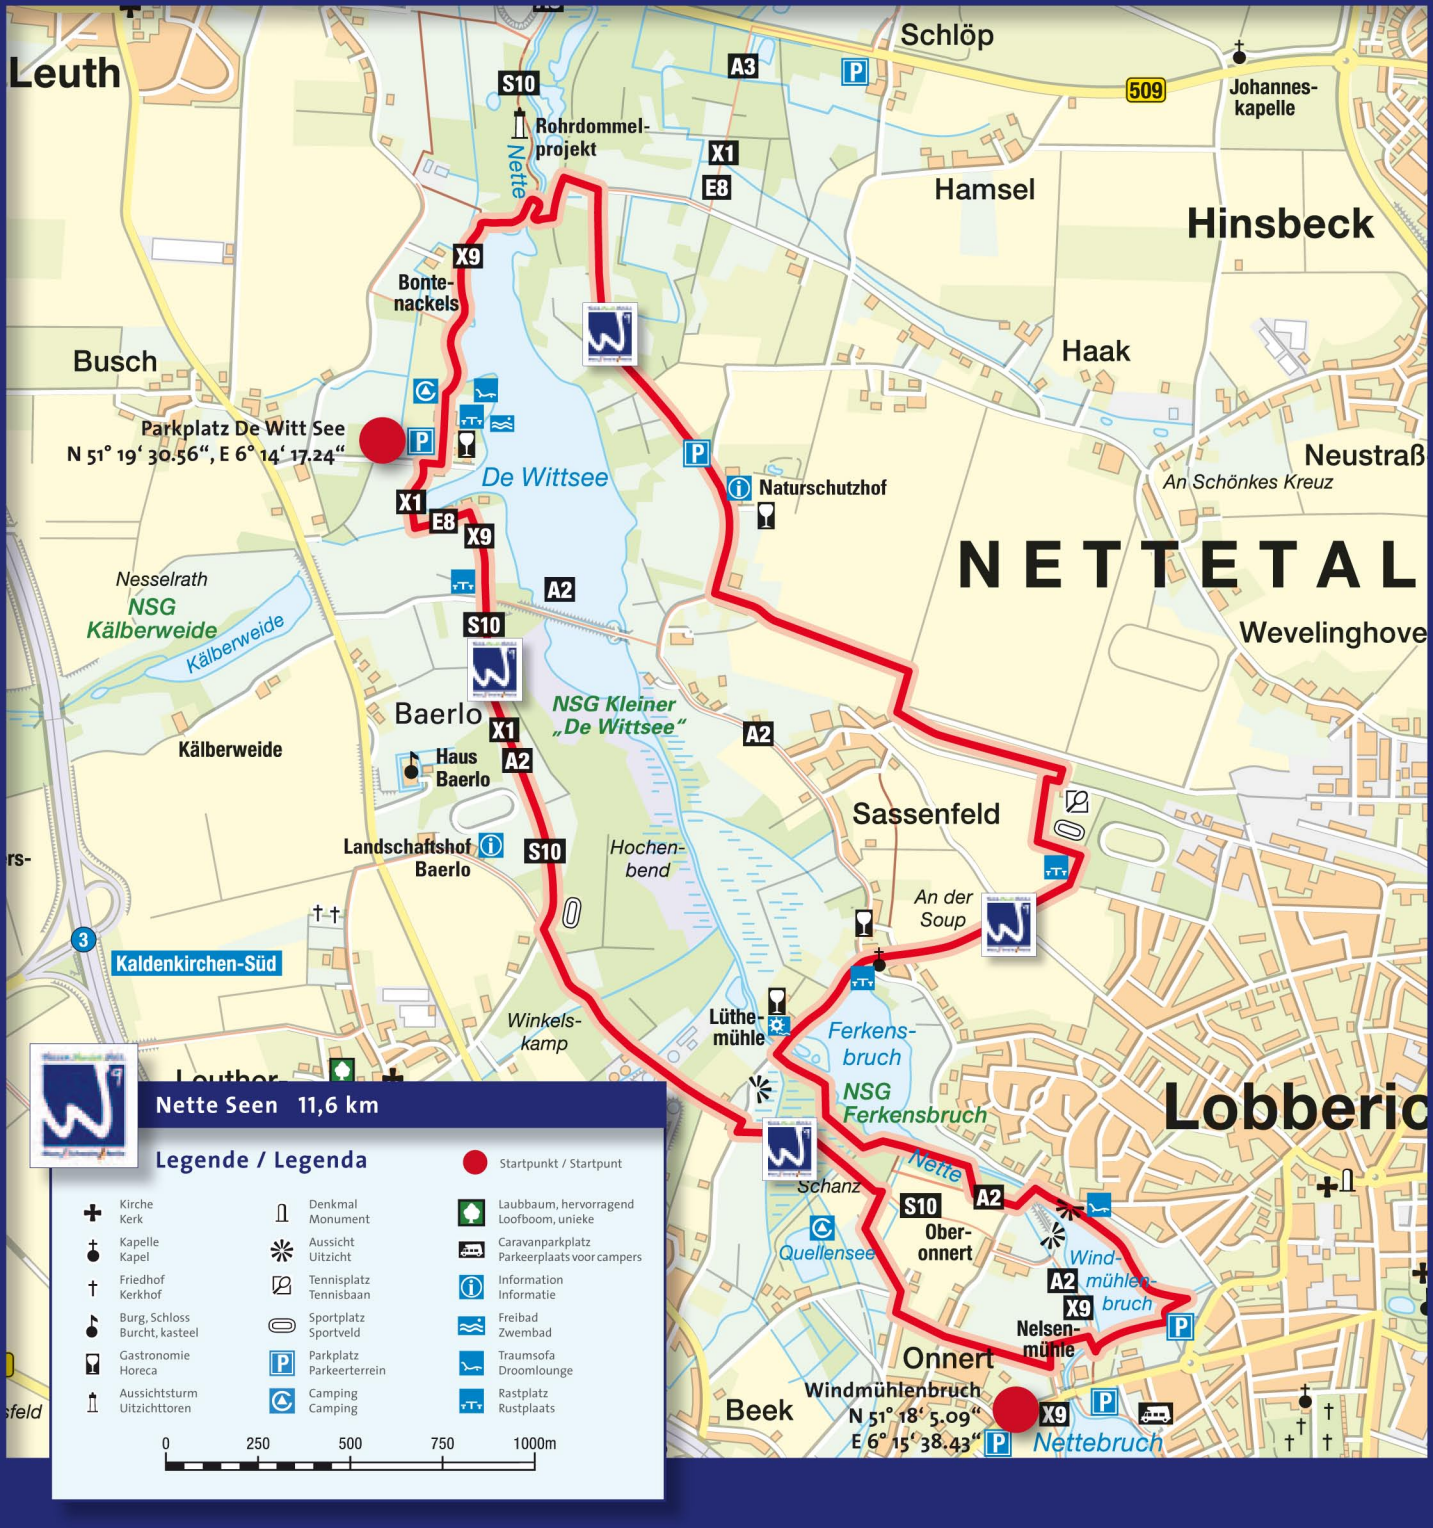 Leuth
S10
A3
P
Schlöp
509
Johannes-
kapelle
Rohrdommel-
projekt
Nette
X1
E8
Hamsel
Hinsbeck
X9
Bonte-
nackels
Busch
Haak
Parkplatz De Witt See
N 51° 19‘ 30.56“, E 6° 14‘ 17.24“
P
P
De Wittsee
Naturschutzhof
Neustraß
An Schönkes Kreuz
X1
E8
X9
NETTETAL
Nesselrath
NSG
Kälberweide
Kälberweide
A2
S10
Wevelinghove
Baerlo
NSG Kleiner
„De Wittsee“
X1
A2
A2
Kälberweide
Haus
Baerlo
Sassenfeld
Landschaftshof
Baerlo
S10
Hochen-
bend
ers-
An der
Soup
3
Kaldenkirchen-Süd
Winkels-
kamp
Lüthe-
mühle
Ferkens-
bruch
NSG
Ferkensbruch
Leuther-
Lobberic
Nette
Schanz
S10
A2
Ober-
onnert
Quellensee
Wind-
mühlen-
bruch
A2
X9
Nelsen-
mühle
P
Onnert
Beek
Windmühlenbruch
N 51° 18‘ 5.09“
E 6° 15‘ 38.43“
P
X9
P
Nettebruch
sfeld
Nette Seen 11,6 km
Legende / Legenda
Startpunkt / Startpunt
Kirche
Kerk
Denkmal
Monument
Laubbaum, hervorragend
Loofboom, unieke
Kapelle
Kapel
Aussicht
Uitzicht
Caravanparkplatz
Parkeerplaats voor campers
Friedhof
Kerkhof
Tennisplatz
Tennisbaan
Information
Informatie
Burg, Schloss
Burcht, kasteel
Sportplatz
Sportveld
Freibad
Zwembad
Gastronomie
Horeca
P
Parkplatz
Parkeerterrein
Traumsofa
Droomlounge
Aussichtsturm
Uitzichttoren
Camping
Camping
Rastplatz
Rustplaats
0 250 500 750 1000m